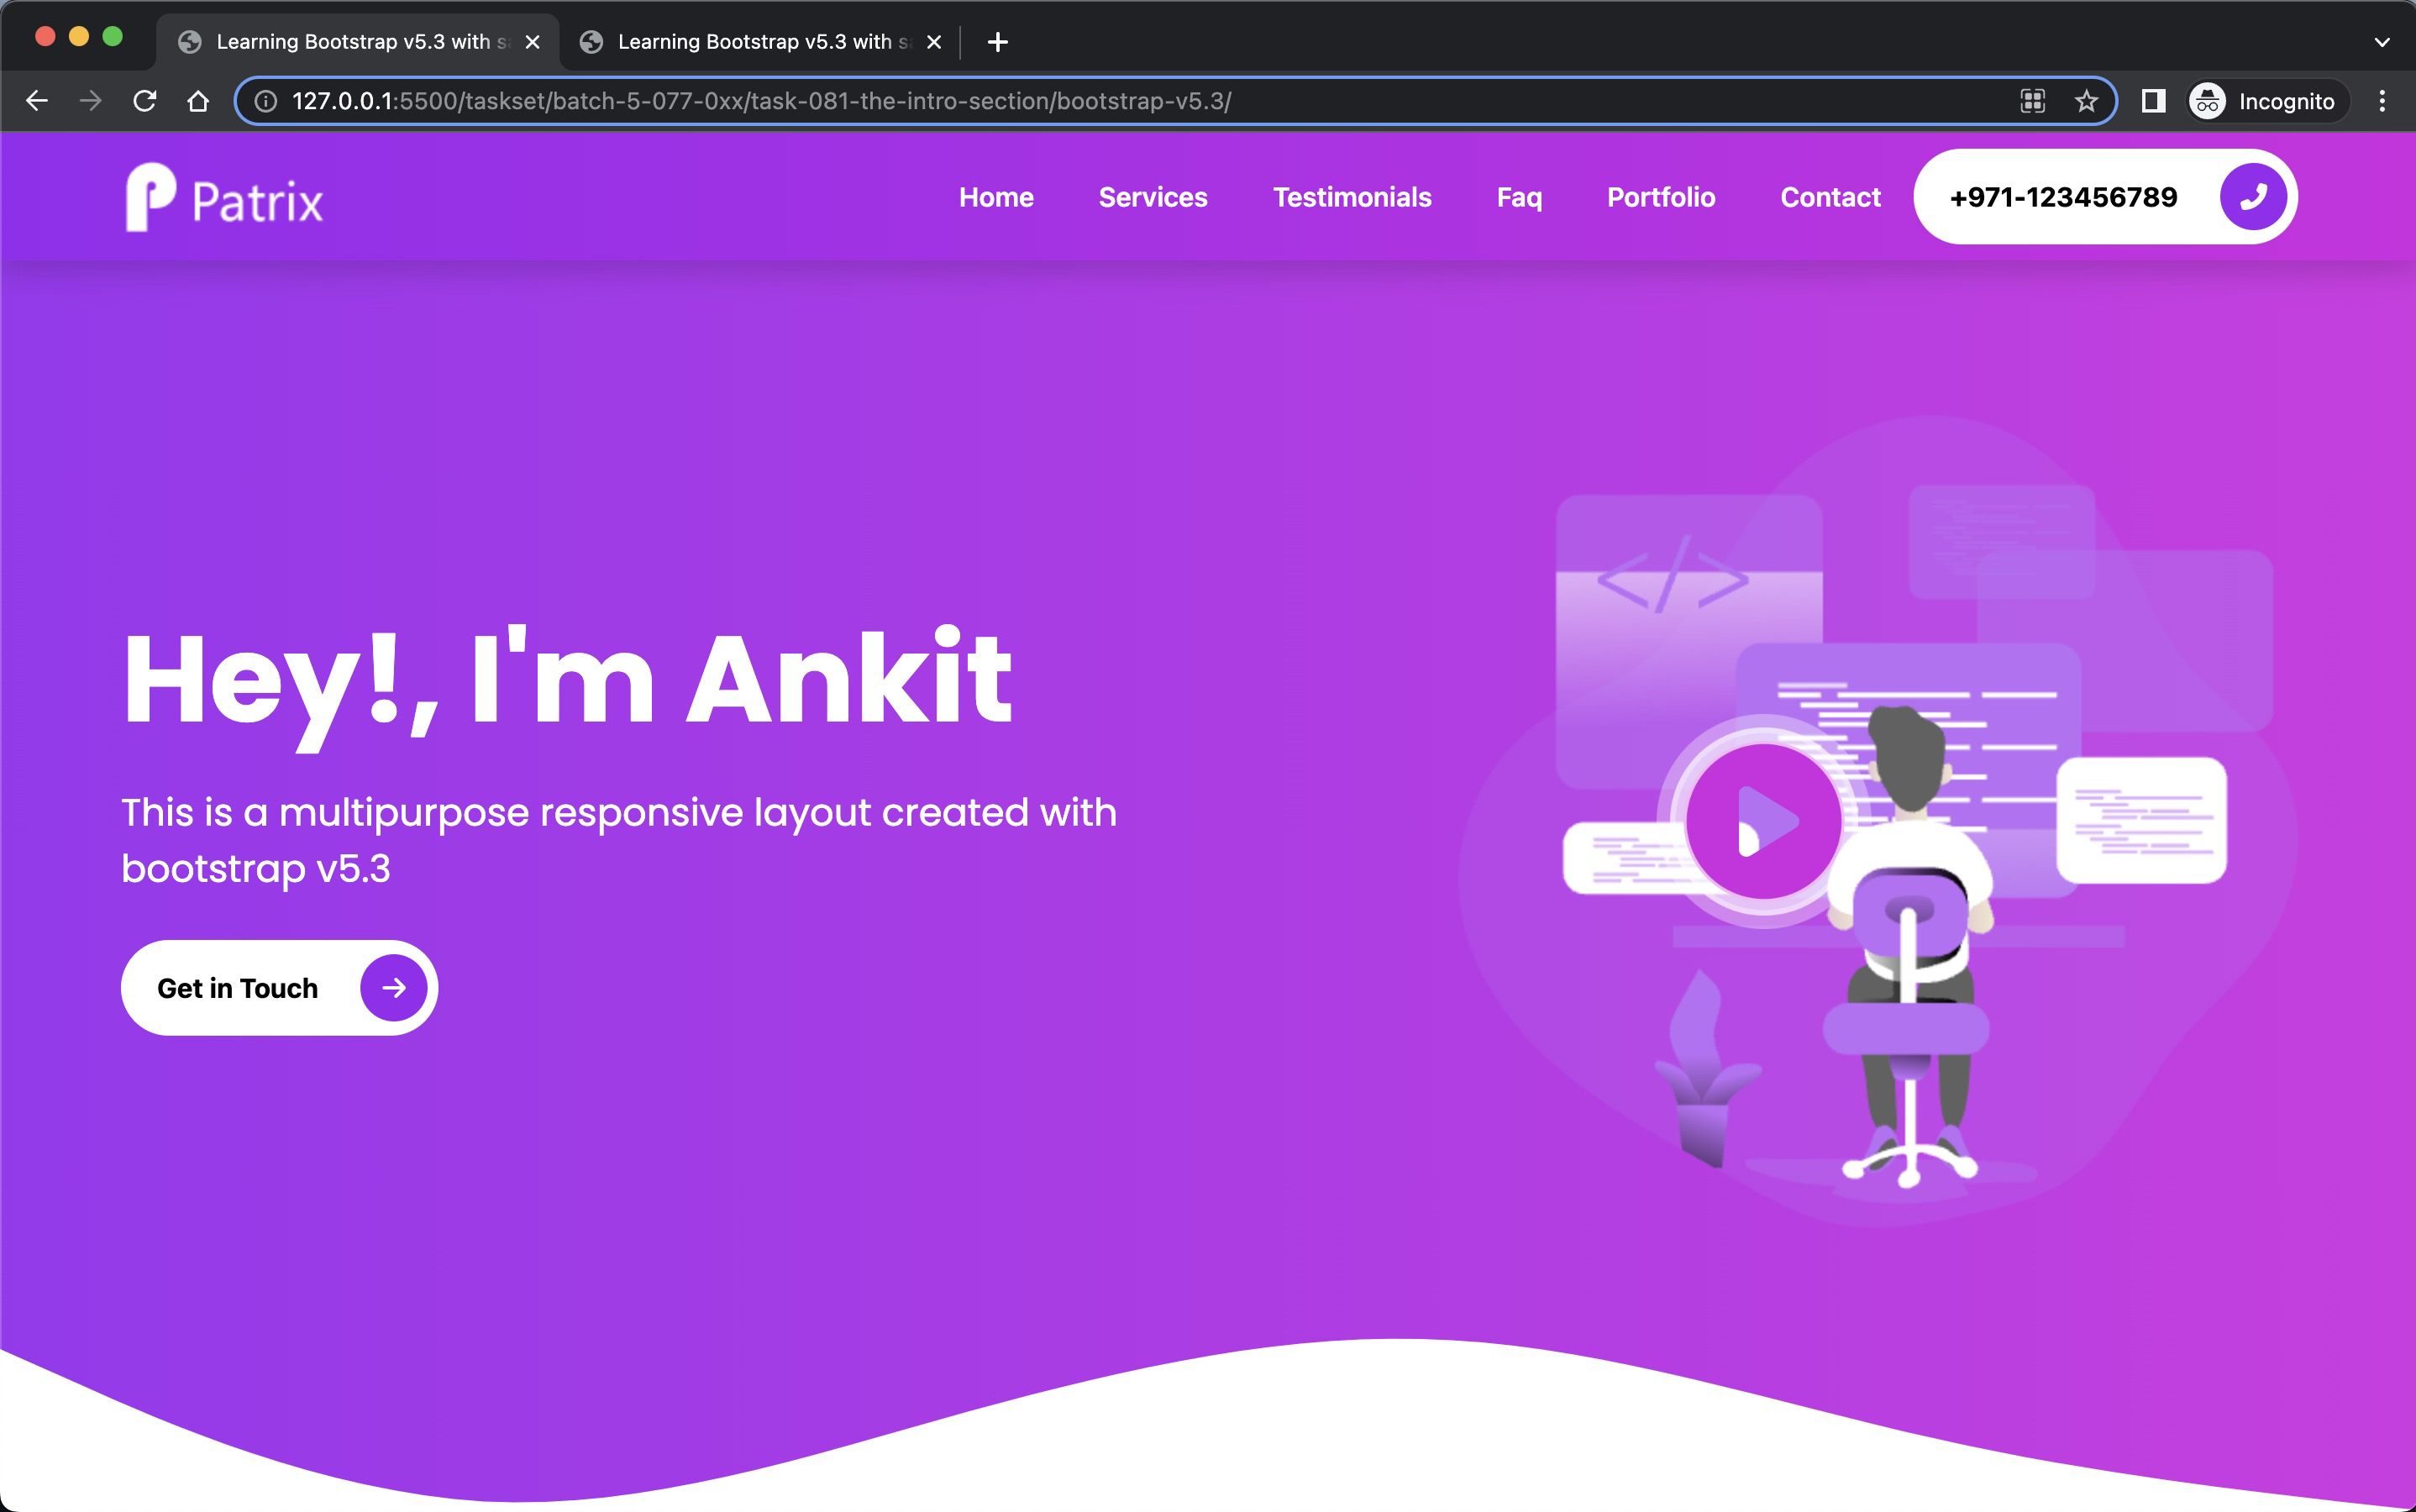 Learning Bootstrap v5.3 with s
Learning Bootstrap v5.3 with s
127.0.0.1:5500/taskset/batch-5-077-0xx/task-081-the-intro-section/bootstrap-v5.3/
Incognito
Patrix
Home
Services
Testimonials
Faq
Portfolio
Contact
+971-123456789
</>
Hey!, I'm Ankit
This is a multipurpose responsive layout created with
bootstrap v5.3
Get in Touch